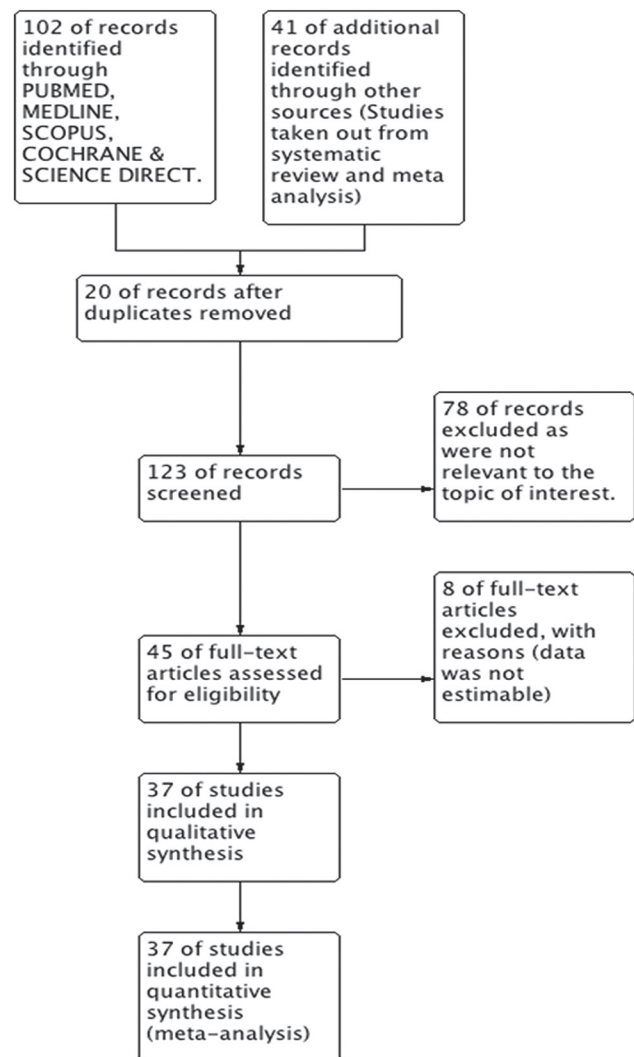 102 of records
identified
through
PUBMED,
MEDLINE,
SCOPUS,
COCHRANE &
SCIENCE DIRECT.
41 of additional
records
identified
through other
sources (Studies
taken out from
systematic
review and meta
analysis)
20 of records after
duplicates removed
123 of records
screened
78 of records
excluded as
were not
relevant to the
topic of interest.
45 of full-text
articles assessed
for eligibility
8 of full-text
articles
excluded, with
reasons (data
was not
estimable)
37 of studies
included in
qualitative
synthesis
37 of studies
included in
quantitative
synthesis
(meta-analysis)